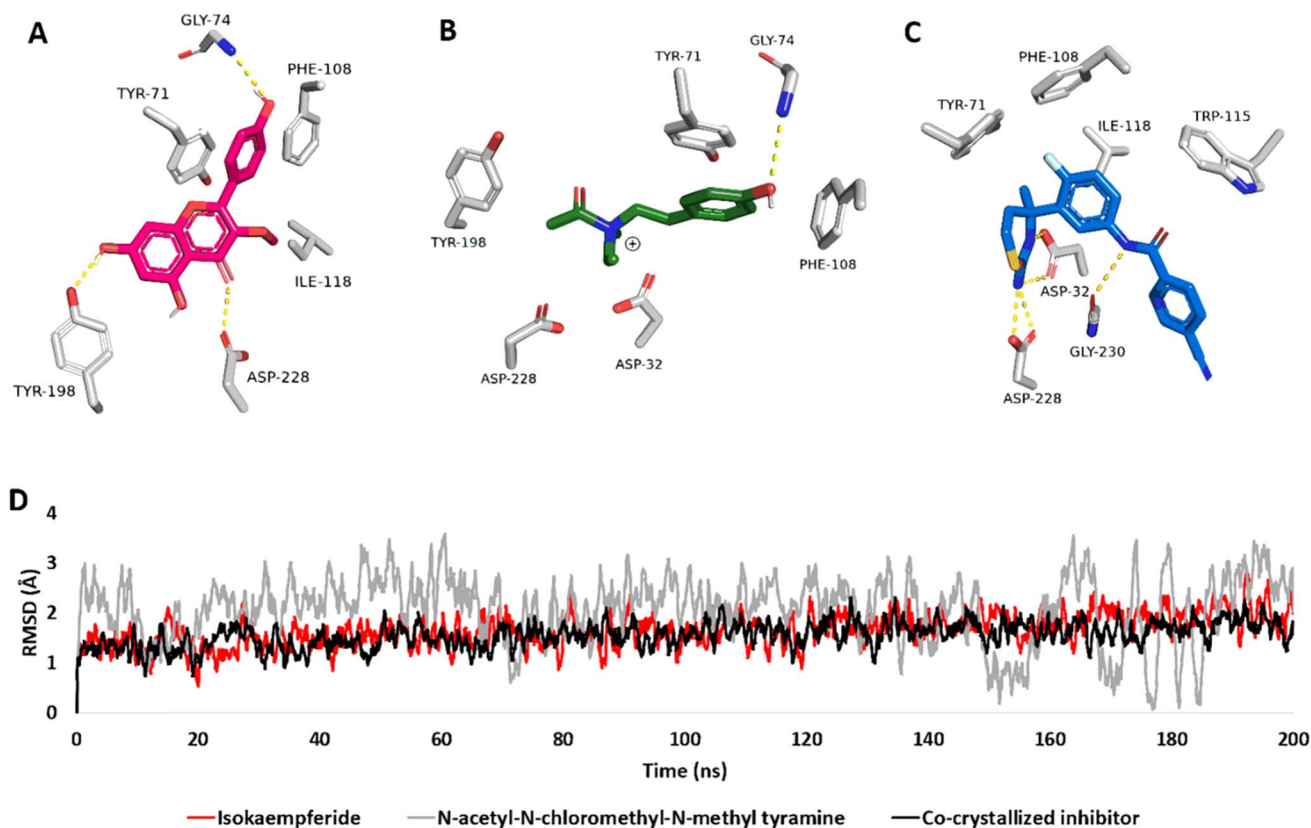 A
GLY-74
PHE-108
TYR-71
ILE-118
TYR-198
ASP-228
B
GLY-74
TYR-71
TYR-198
PHE-108
ASP-228
ASP-32
C
PHE-108
TYR-71
ILE-118
TRP-115
ASP-32
GLY-230
ASP-228
D
4
3
2
1
0
RMSD (Å)
0 20 40 60 80 100 120 140 160 180 200
Time (ns)
Isokaempferide N-acetyl-N-chloromethyl-N-methyl tyramine Co-crystallized inhibitor